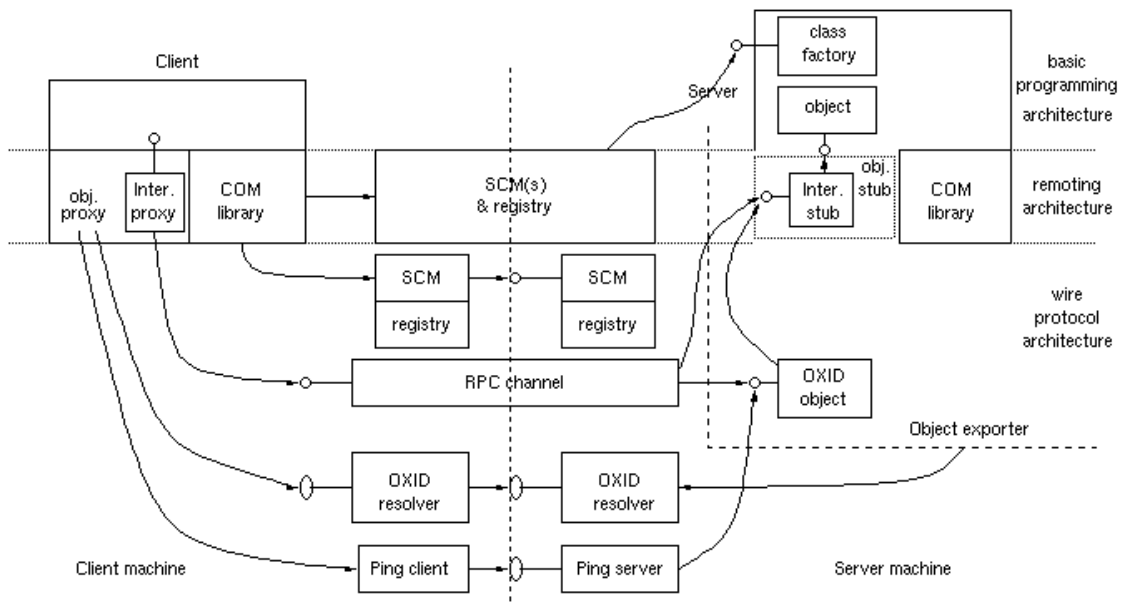 Client
Server
class
factory
object
basic
programming
architecture
obj.
proxy
Inter.
proxy
COM
library
SCM(s)
& registry
Inter.
stub
obj.
stub
COM
library
remoting
architecture
SCM
registry
SCM
registry
wire
protocol
architecture
RPC channel
OXID
object
Object exporter
OXID
resolver
OXID
resolver
Client machine
Ping client
Ping server
Server machine